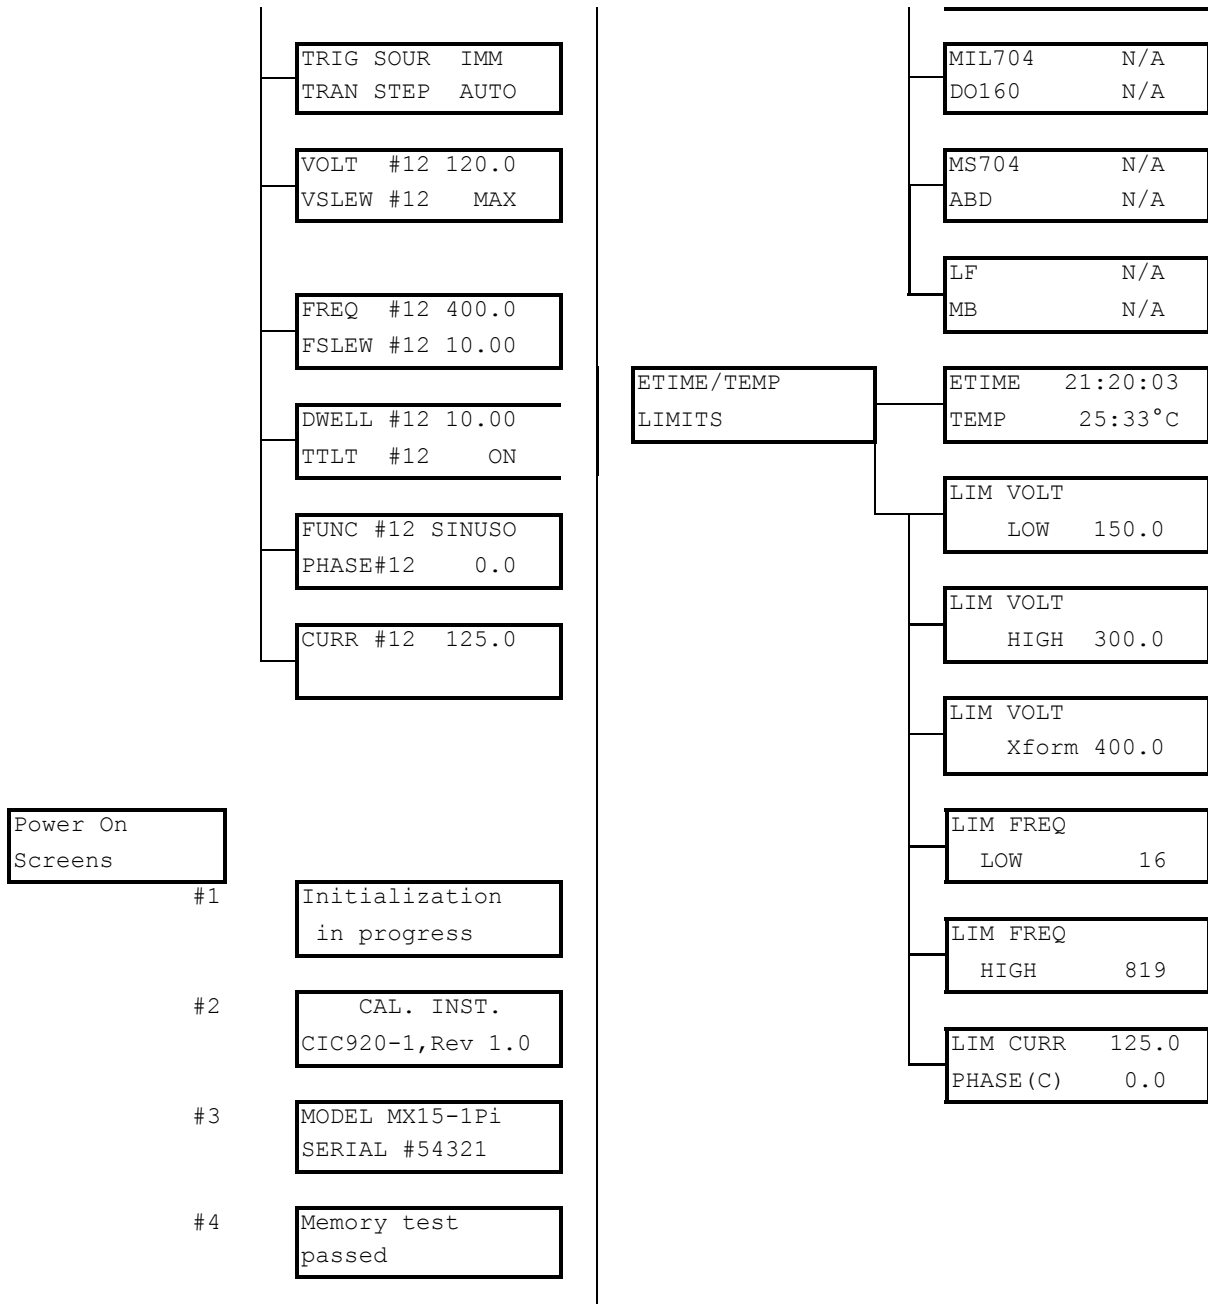 TRIG SOUR IMM
TRAN STEP AUTO
VOLT #12 120.0
VSLEW #12 MAX
FREQ #12 400.0
FSLEW #12 10.00
DWELL #12 10.00
TTLT #12 ON
FUNC #12 SINUSO
PHASE#12 0.0
CURR #12 125.0
Power On
Screens
#1
Initialization
in progress
#2
CAL. INST.
CIC920-1,Rev 1.0
#3
MODEL MX15-1Pi
SERIAL #54321
#4
Memory test
passed
MIL704 N/A
DO160 N/A
MS704 N/A
ABD N/A
LF N/A
MB N/A
ETIME/TEMP
LIMITS
ETIME 21:20:03
TEMP 25:33°C
LIM VOLT
LOW 150.0
LIM VOLT
HIGH 300.0
LIM VOLT
Xform 400.0
LIM FREQ
LOW 16
LIM FREQ
HIGH 819
LIM CURR 125.0
PHASE(C) 0.0